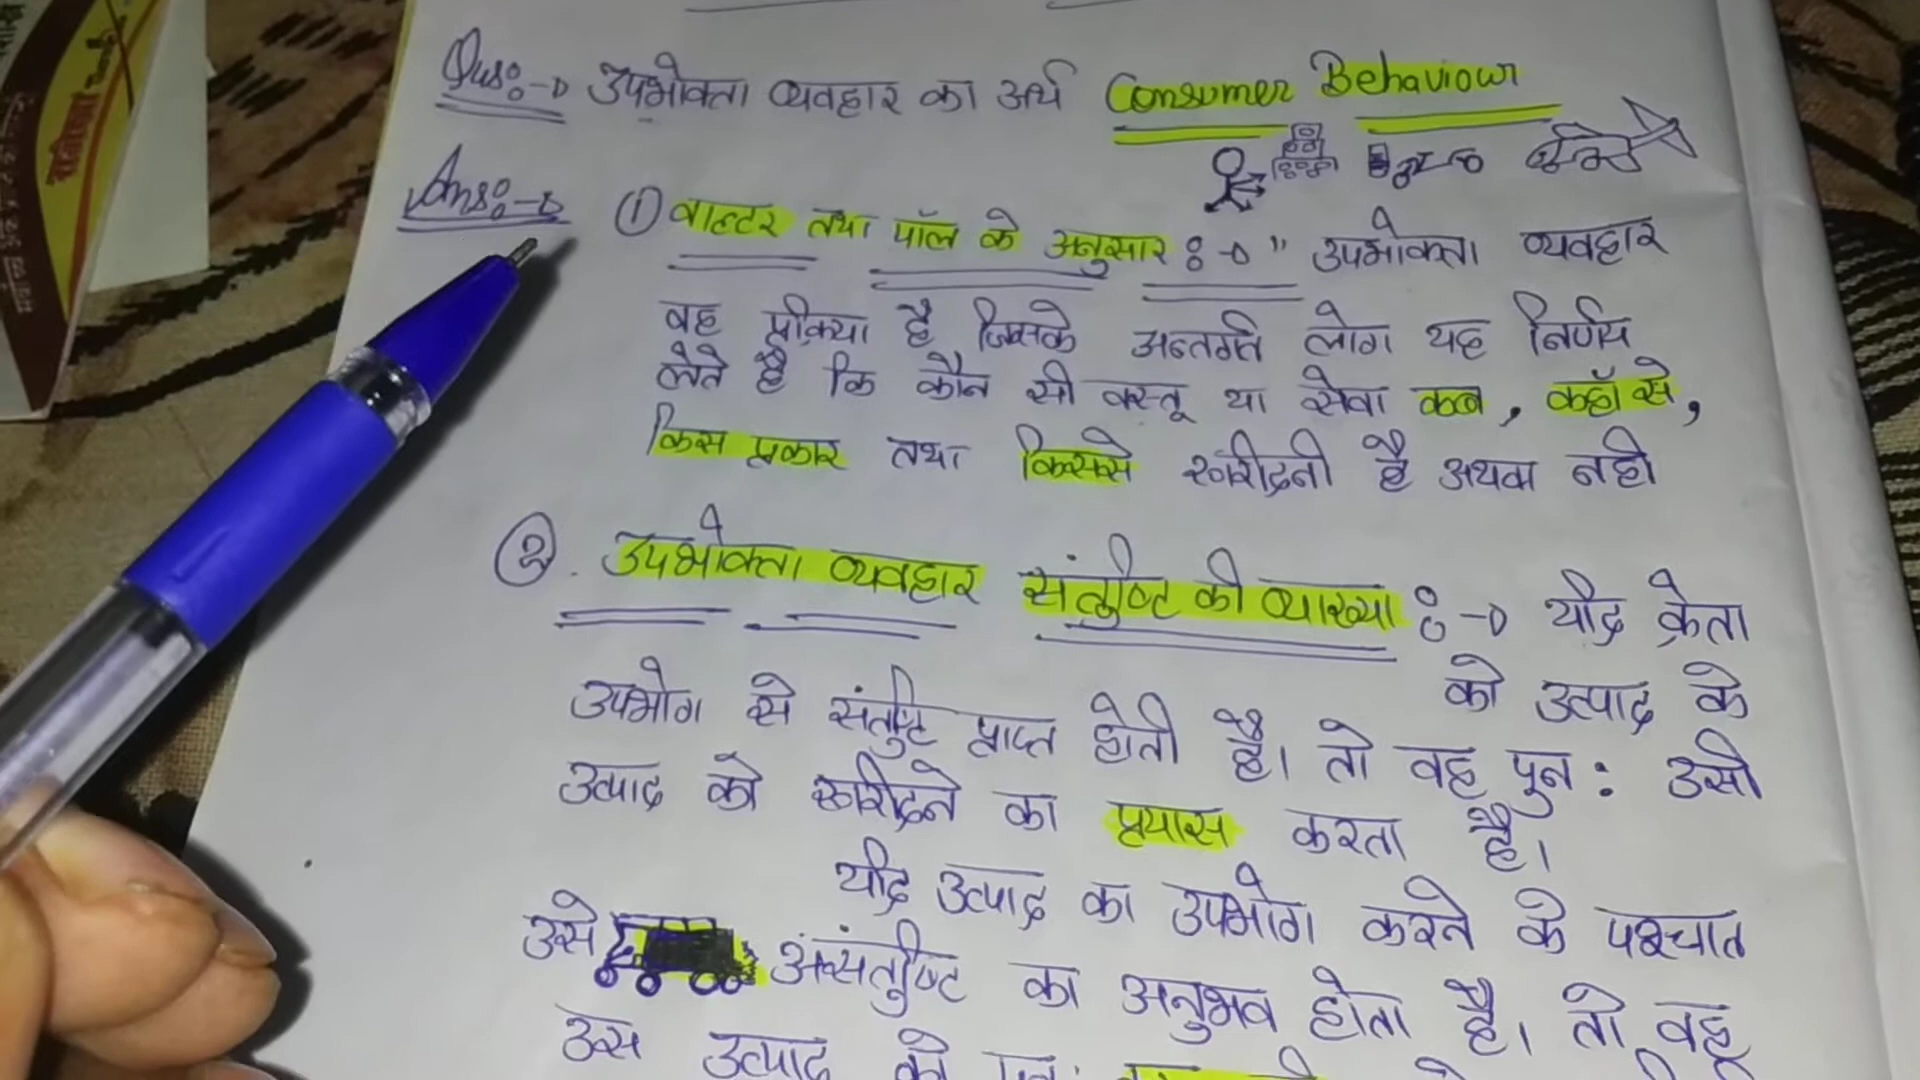 Ques:- उपभोक्ता व्यवहार का अर्थ Consumer Behaviour
Ans:- ① वाल्टर तथा पॉल के अनुसार :- " उपभोक्ता व्यवहार
वह प्रक्रिया है जिसके अन्तर्गत लोग यह निर्णय
लेते है कि कौन सी वस्तू या सेवा कब, कहाँ से,
किस प्रकार तथा किससे खरीदनी है अथवा नही
② उपभोक्ता व्यवहार संतुष्टि की व्याख्या :- यदि क्रेता
को उत्पाद के
उपभोग से संतुष्टि प्राप्त होती है। तो वह पुन: उसी
उत्पाद को खरीदने का प्रयास करता है।
यदि उत्पाद का उपभोग करने के पश्चात
उसे अंसंतुष्टि का अनुभव होता है। तो वह
उस उत्पाद को पुन: